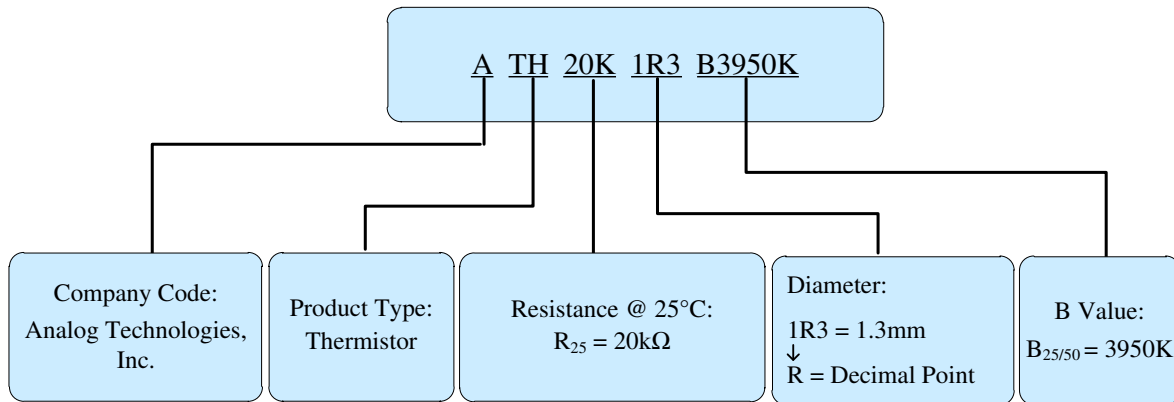 A TH 20K 1R3 B3950K
Company Code:
Analog Technologies,
Inc.
Product Type:
Thermistor
Resistance @ 25°C:
R₂₅ = 20kΩ
Diameter:
1R3 = 1.3mm
↓
R = Decimal Point
B Value:
B₂₅/₅₀ = 3950K